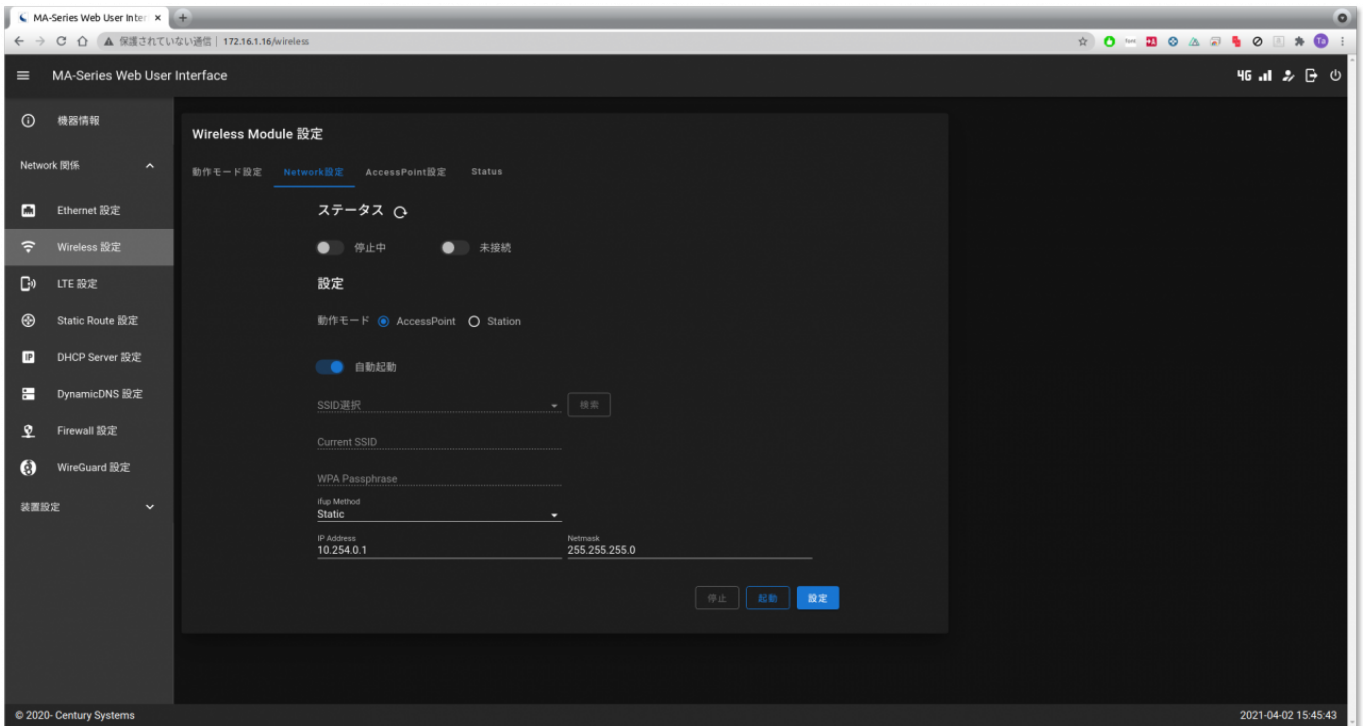 MA-Series Web User Inter
保護されていない通信 | 172.16.1.16/wireless
MA-Series Web User Interface
4G
機器情報
Network 関係
Ethernet 設定
Wireless 設定
LTE 設定
Static Route 設定
IP
DHCP Server 設定
DynamicDNS 設定
Firewall 設定
WireGuard 設定
装置設定
Wireless Module 設定
動作モード設定 Network設定 AccessPoint設定 Status
ステータス
停止中 未接続
設定
動作モード AccessPoint Station
自動起動
SSID選択 検索
Current SSID
WPA Passphrase
ifup Method
Static
IP Address Netmask
10.254.0.1 255.255.255.0
停止 起動 設定
© 2020- Century Systems 2021-04-02 15:45:43